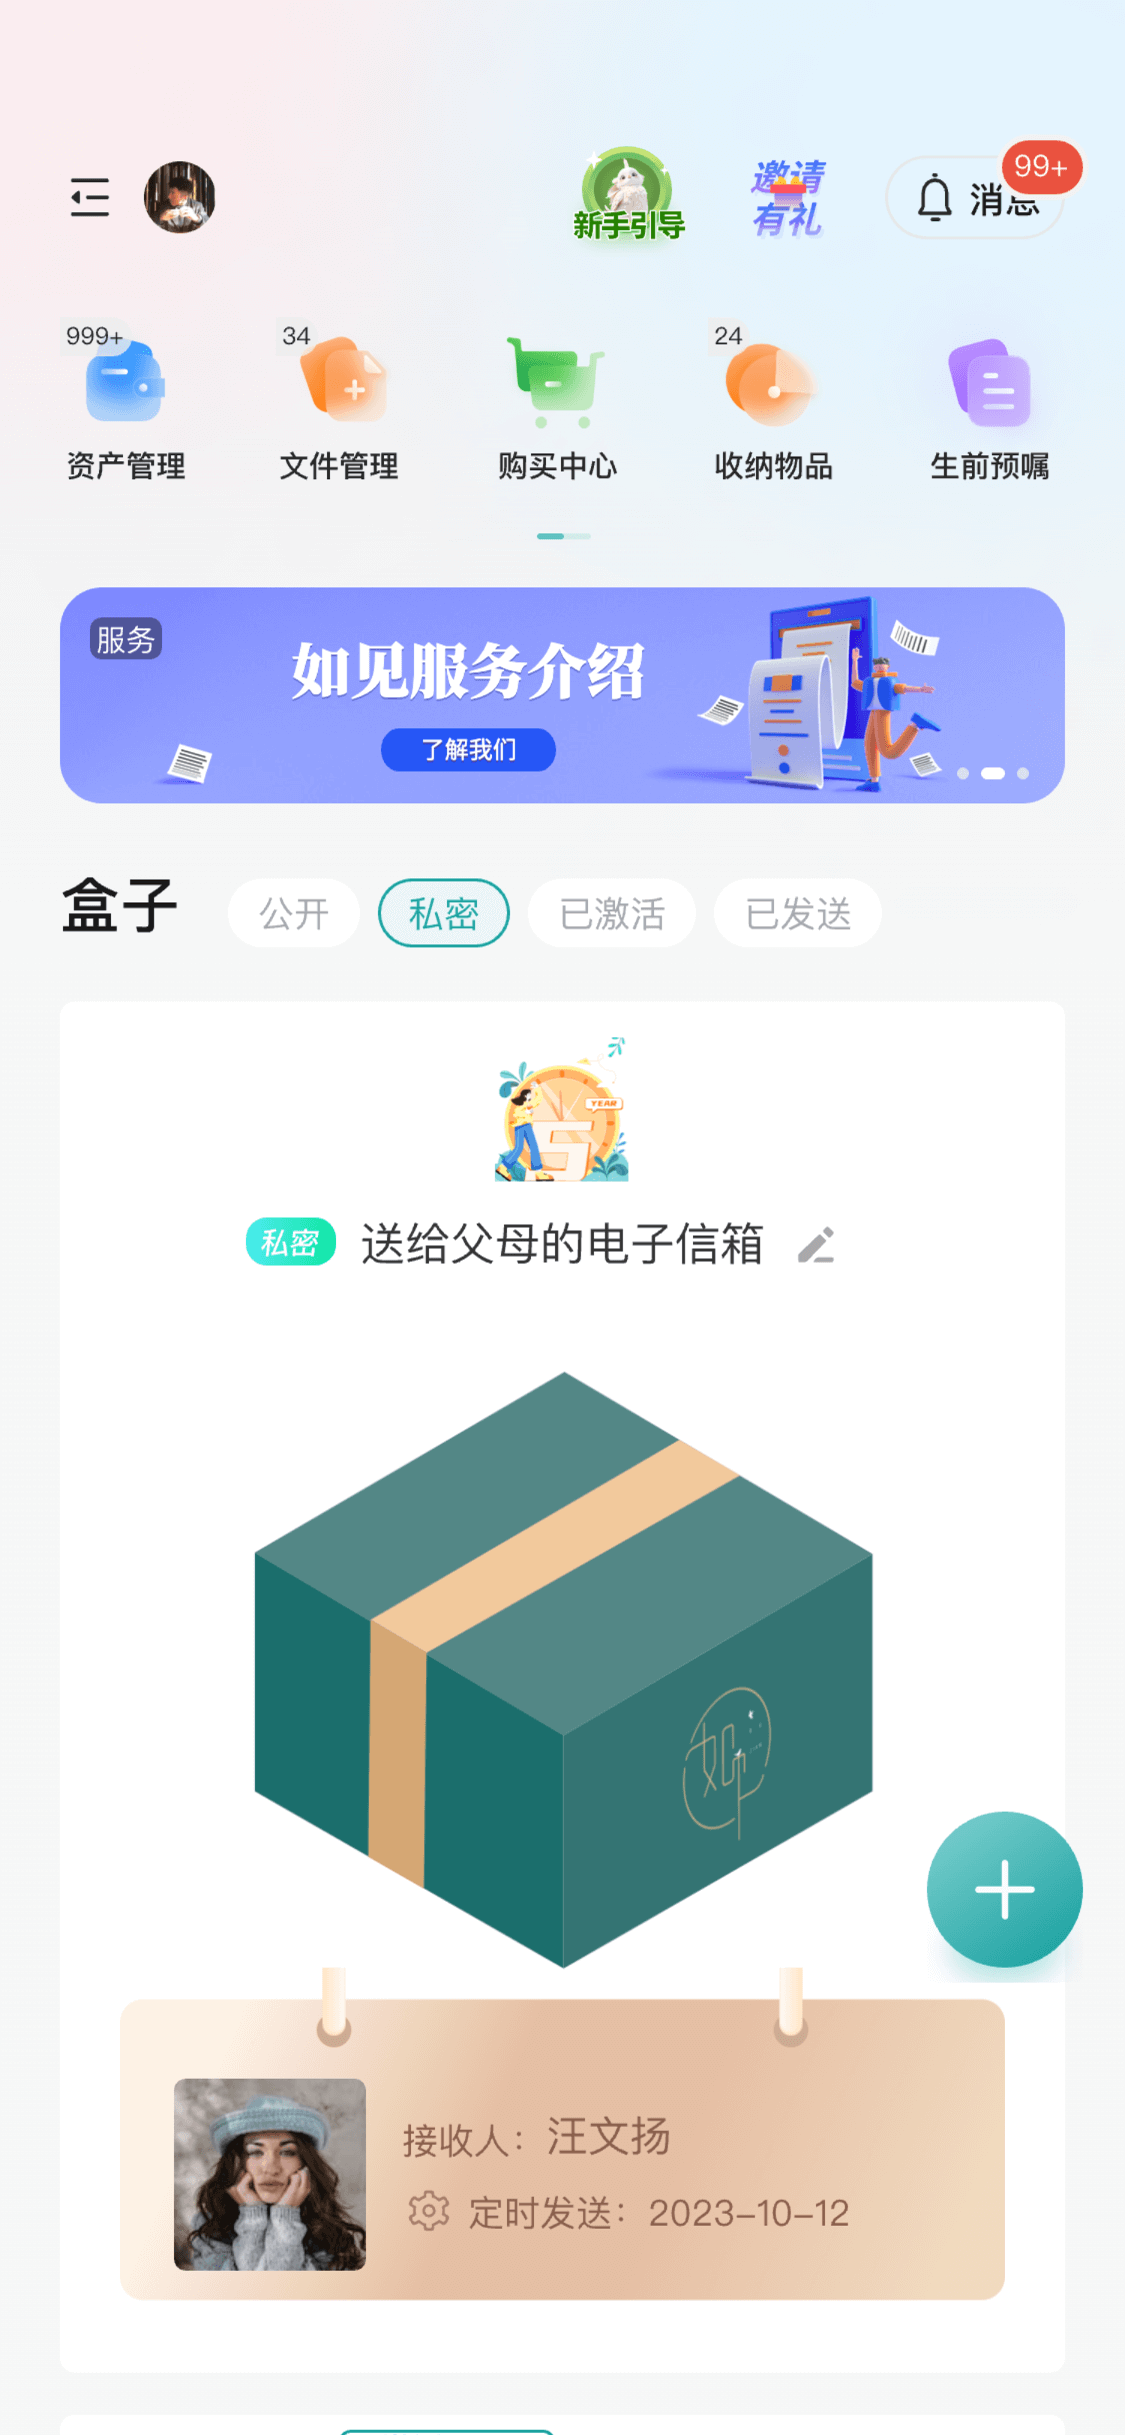 新手引导
邀请
有礼
消息
99+
999+
34
24
资产管理
文件管理
购买中心
收纳物品
生前预嘱
服务
如见服务介绍
了解我们
盒子
公开
私密
已激活
已发送
YEAR
5
私密
送给父母的电子信箱
如见
接收人：汪文扬
定时发送：2023-10-12